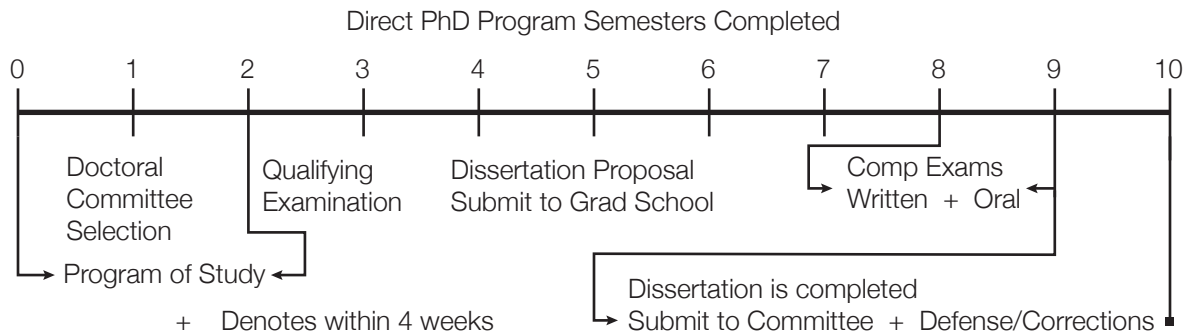 Direct PhD Program Semesters Completed
0 1 2 3 4 5 6 7 8 9 10
Doctoral
Committee
Selection
Program of Study
Qualifying
Examination
Dissertation Proposal
Submit to Grad School
Comp Exams
Written + Oral
Dissertation is completed
Submit to Committee + Defense/Corrections
+ Denotes within 4 weeks